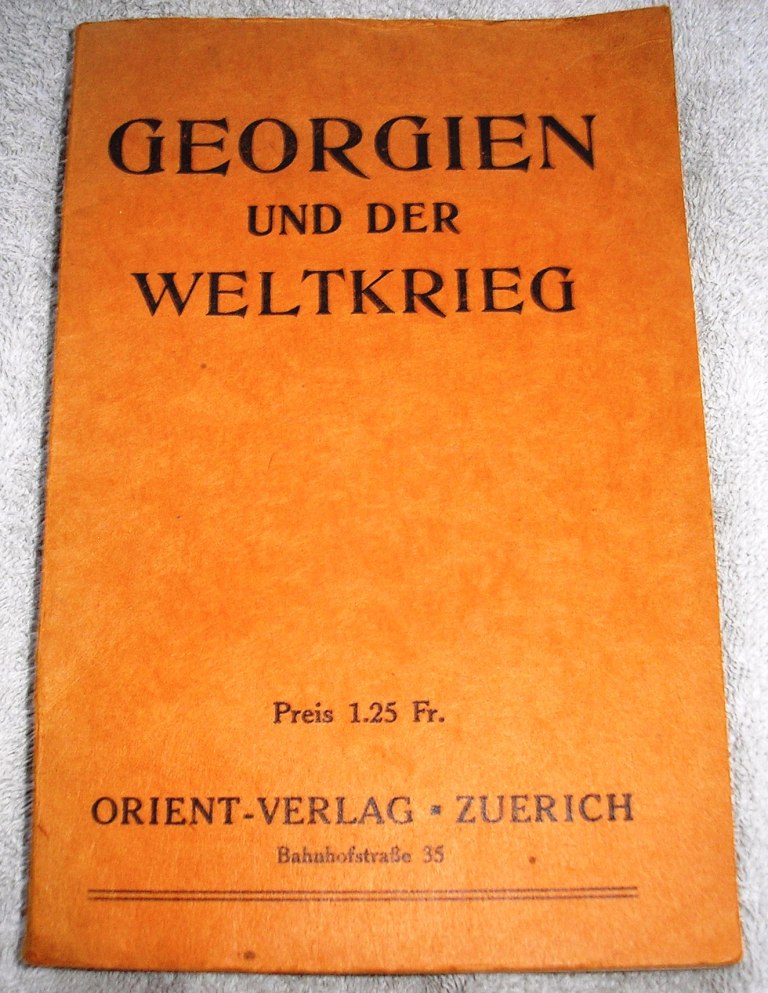 GEORGIEN
UND DER
WELTKRIEG
Preis 1.25 Fr.
ORIENT-VERLAG ▪ ZUERICH
Bahnhofstraße 35